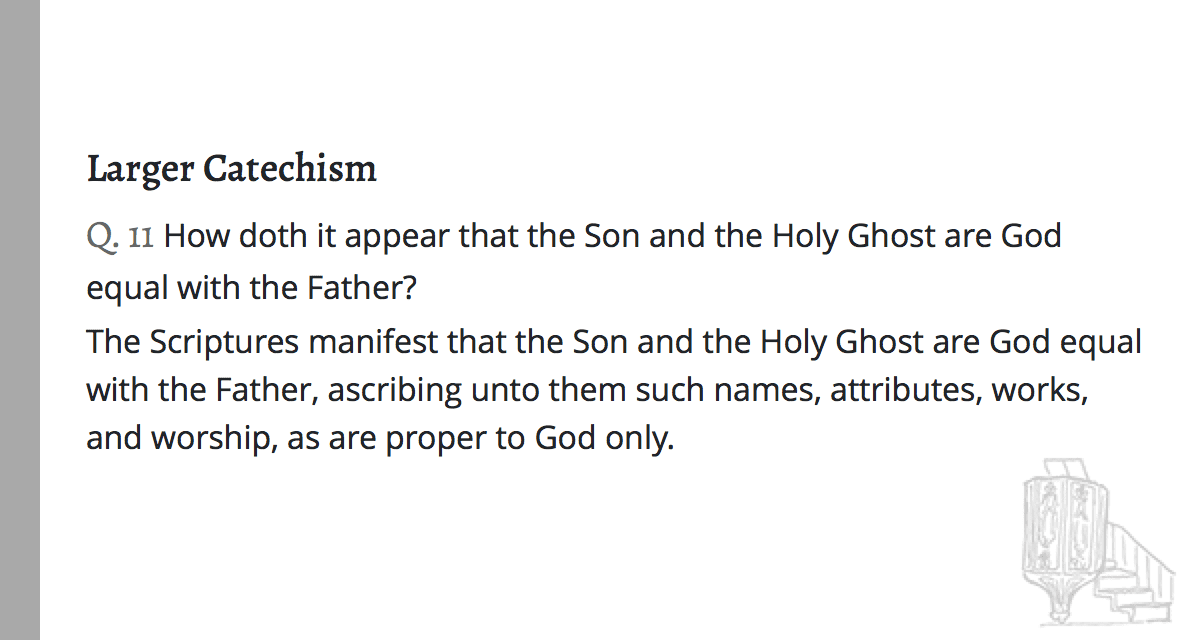 Larger Catechism
Q. 11 How doth it appear that the Son and the Holy Ghost are God
equal with the Father?
The Scriptures manifest that the Son and the Holy Ghost are God equal
with the Father, ascribing unto them such names, attributes, works,
and worship, as are proper to God only.